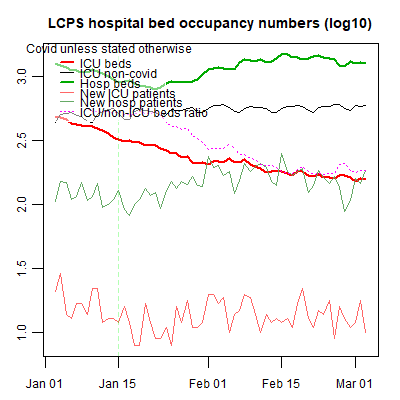 LCPS hospital bed occupancy numbers (log10)
Covid unless stated otherwise
ICU beds
ICU non-covid
Hosp beds
New ICU patients
New hosp patients
ICU/non-ICU beds ratio
3.0
2.5
2.0
1.5
1.0
Jan 01
Jan 15
Feb 01
Feb 15
Mar 01